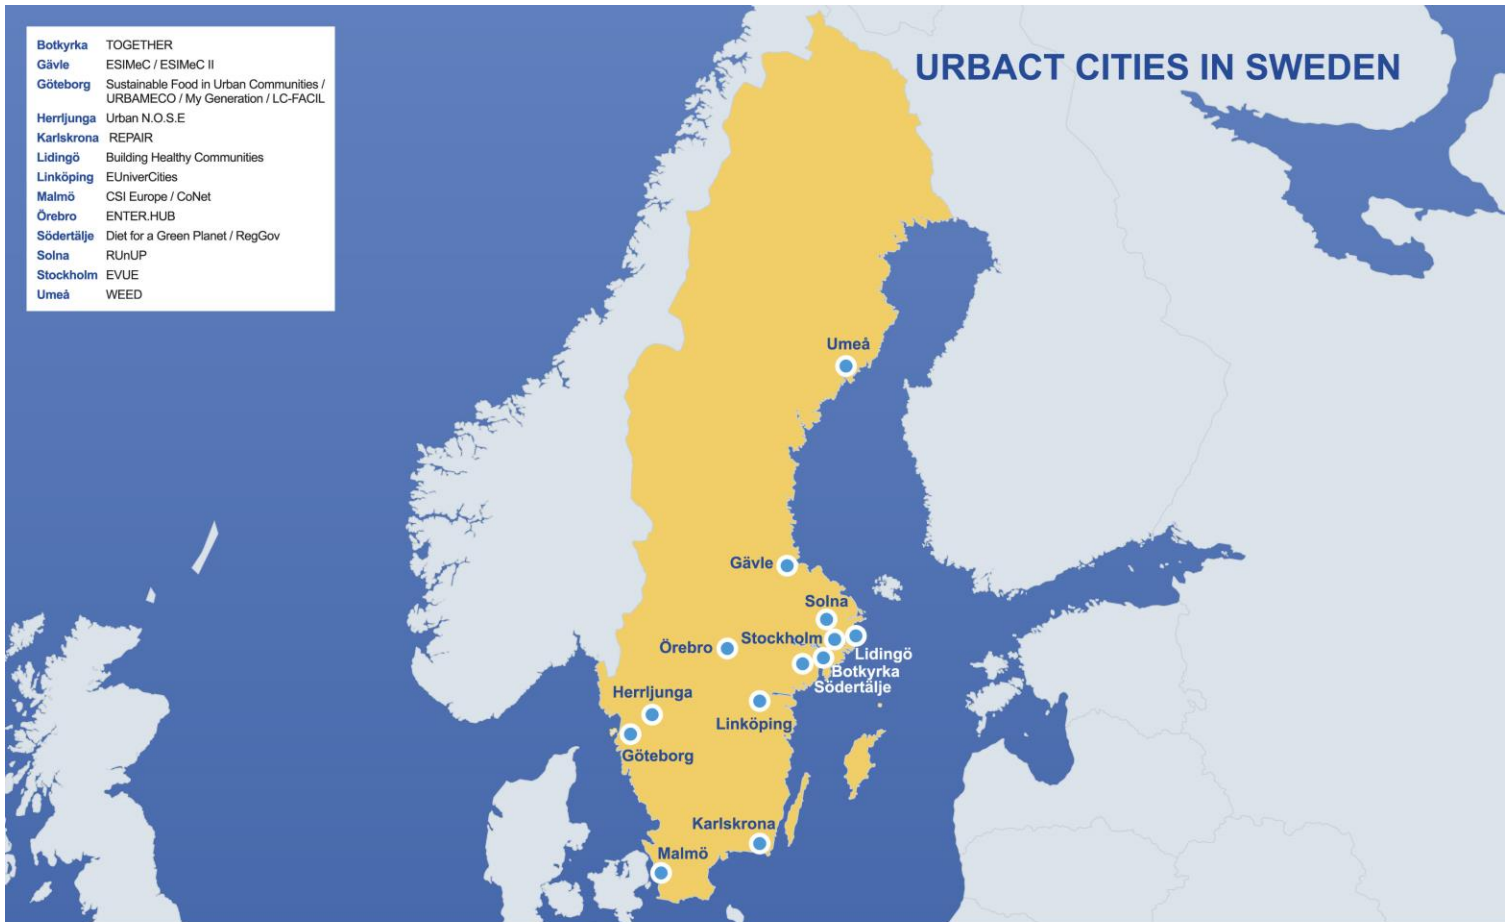 Botkyrka TOGETHER
Gävle ESIMeC / ESIMeC II
Göteborg Sustainable Food in Urban Communities /
URBAMECO / My Generation / LC-FACIL
Herrljunga Urban N.O.S.E
Karlskrona REPAIR
Lidingö Building Healthy Communities
Linköping EUniverCities
Malmö CSI Europe / CoNet
Örebro ENTER.HUB
Södertälje Diet for a Green Planet / RegGov
Solna RUnUP
Stockholm EVUE
Umeå WEED
URBACT CITIES IN SWEDEN
Umeå
Gävle
Solna
Stockholm
Örebro
Lidingö
Botkyrka
Södertälje
Herrljunga
Linköping
Göteborg
Karlskrona
Malmö